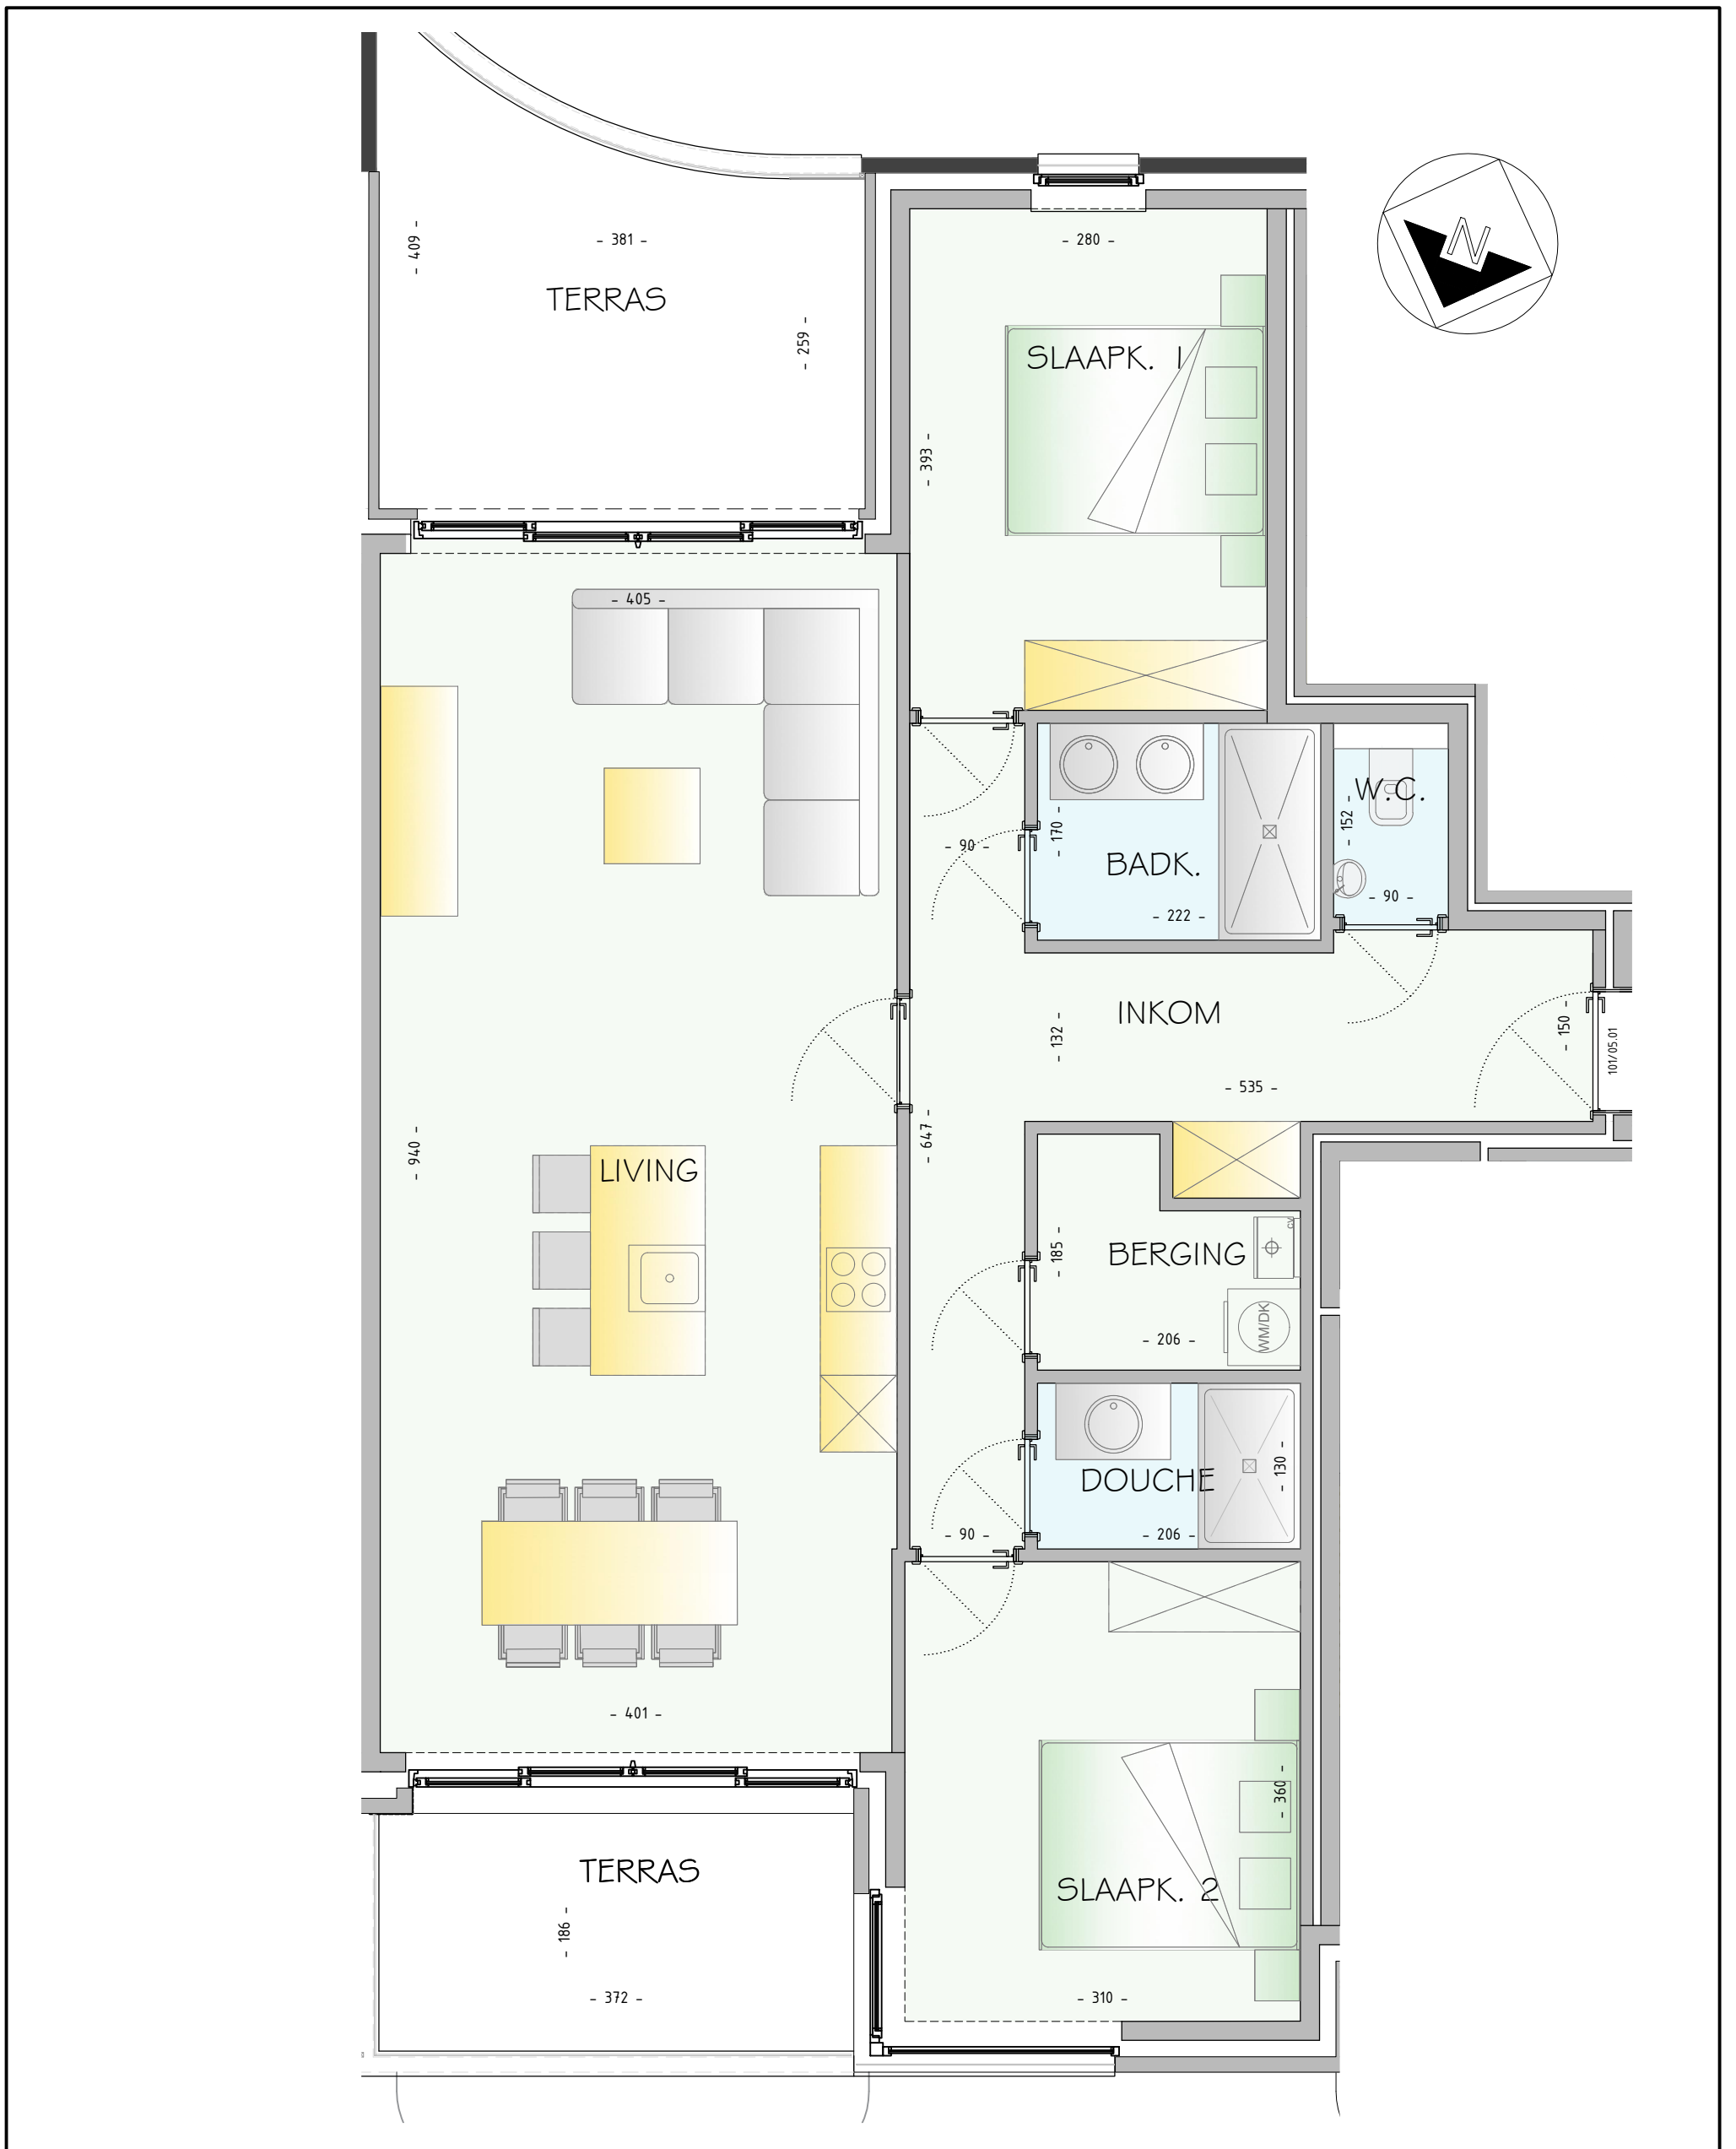 - 409 -
- 381 -
TERRAS
- 259 -
- 280 -
N
SLAAPK. 1
- 393 -
- 405 -
- 90 -
- 170 -
BADK.
- 222 -
W.C.
- 152 -
- 90 -
INKOM
- 132 -
- 535 -
- 150 -
101/05.01
- 940 -
LIVING
- 647 -
BERGING
- 185 -
- 206 -
CV
WM/DK
DOUCHE
- 130 -
- 206 -
- 90 -
- 401 -
- 360 -
SLAAPK. 2
- 310 -
TERRAS
- 186 -
- 372 -